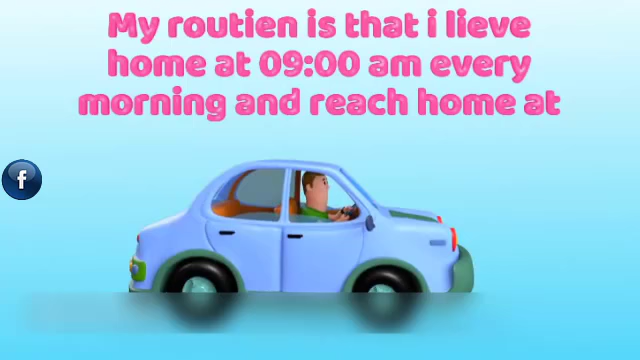 My routien is that i lieve
home at 09:00 am every
morning and reach home at
f